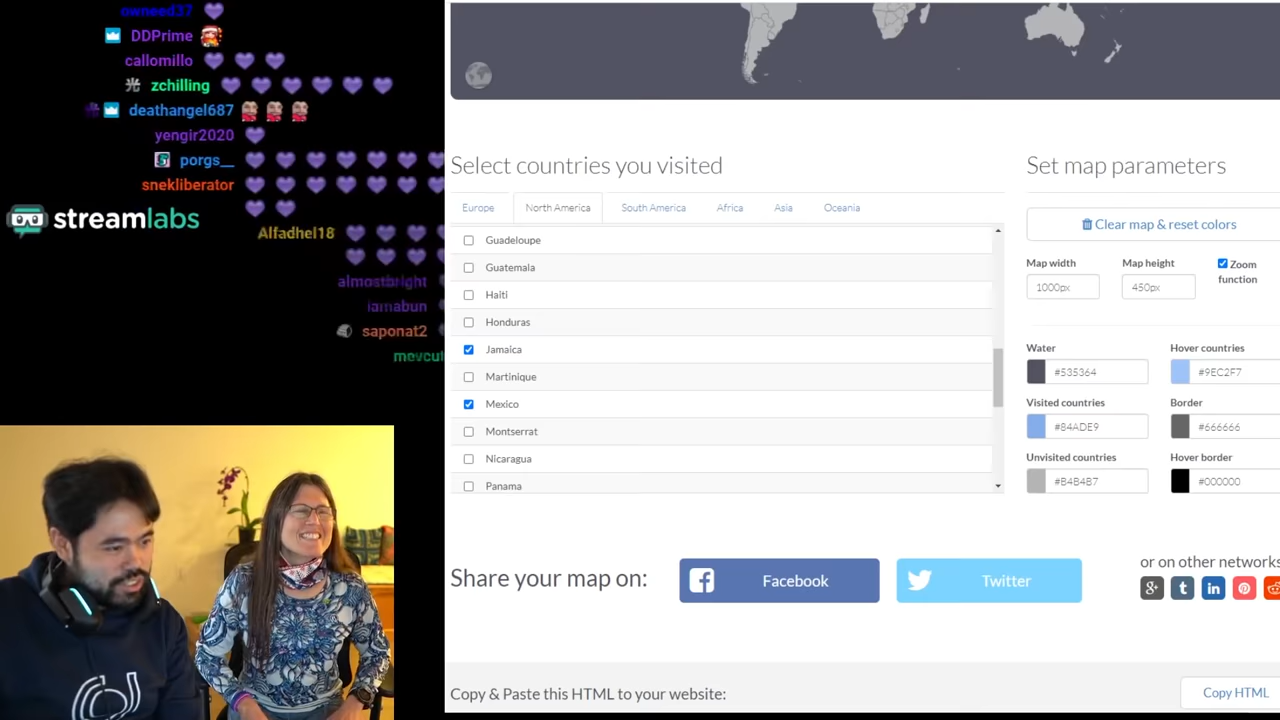 owneed37
DDPrime
callomillo
zchilling
deathangel687
yengir2020
porgs__
snekliberator
streamlabs
Alfadhel18
almostbright
iamabun
saponat2
mevcut
Select countries you visited
Set map parameters
Europe
North America
South America
Africa
Asia
Oceania
Clear map & reset colors
Guadeloupe
Guatemala
Haiti
Honduras
Jamaica
Martinique
Mexico
Montserrat
Nicaragua
Panama
Map width
Map height
Zoom
function
1000px
450px
Water
Hover countries
#535364
#9EC2F7
Visited countries
Border
#84ADE9
#666666
Unvisited countries
Hover border
#B4B4B7
#000000
Share your map on:
Facebook
Twitter
or on other networks
Copy & Paste this HTML to your website:
Copy HTML